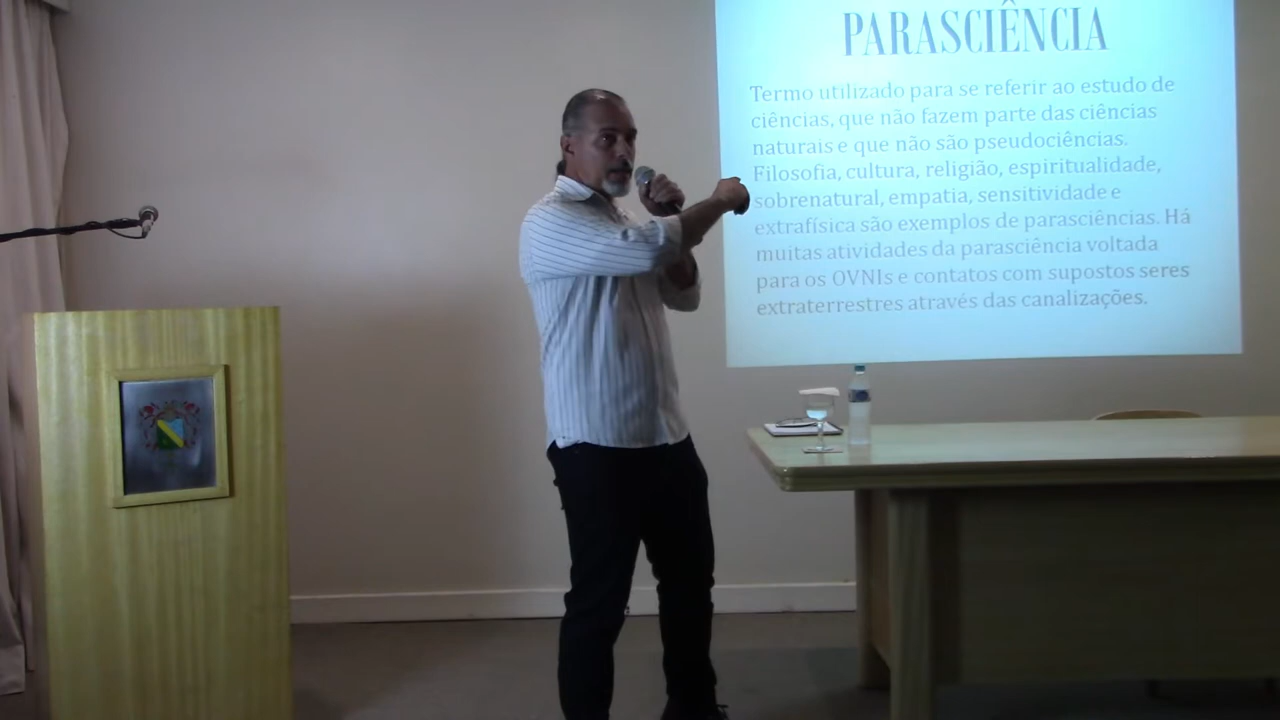 PARASCIÊNCIA
Termo utilizado para se referir ao estudo de
ciências, que não fazem parte das ciências
naturais e que não são pseudociências.
Filosofia, cultura, religião, espiritualidade,
sobrenatural, empatia, sensitividade e
extrafísica são exemplos de parasciências. Há
muitas atividades da parasciência voltada
para os OVNIs e contatos com supostos seres
extraterrestres através das canalizações.